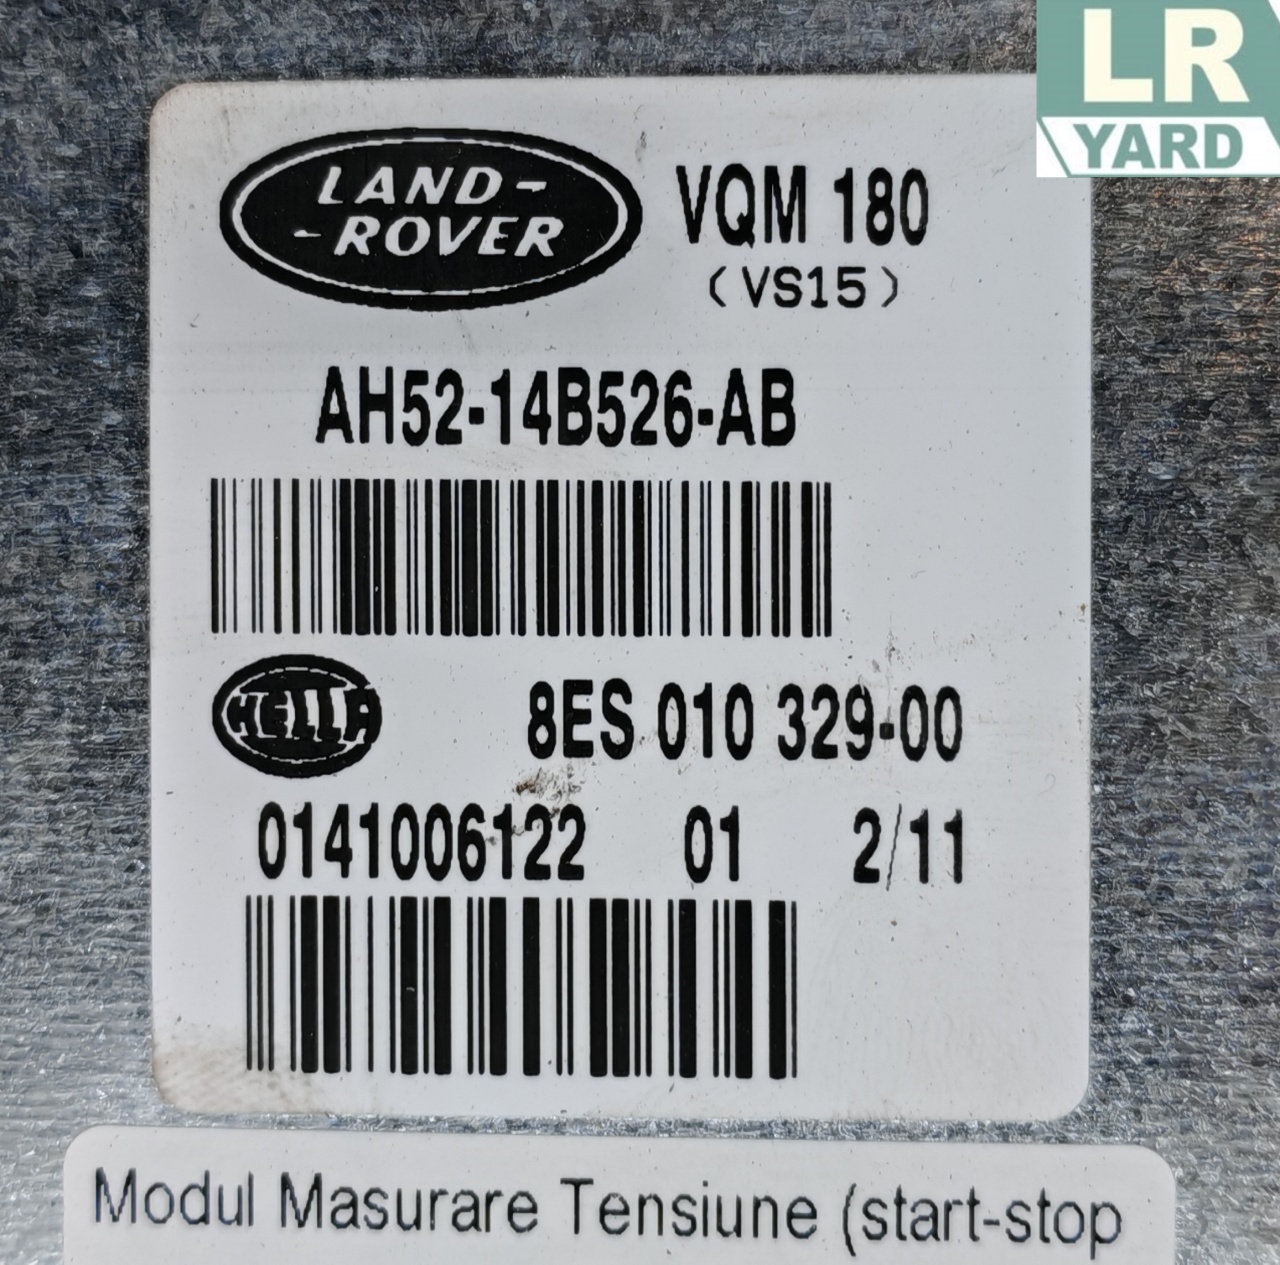 LR
YARD
LAND-
-ROVER
VQM 180
(VS15)
AH52-14B526-AB
HELLA
8ES 010 329-00
0141006122 01 2/11
Modul Masurare Tensiune (start-stop